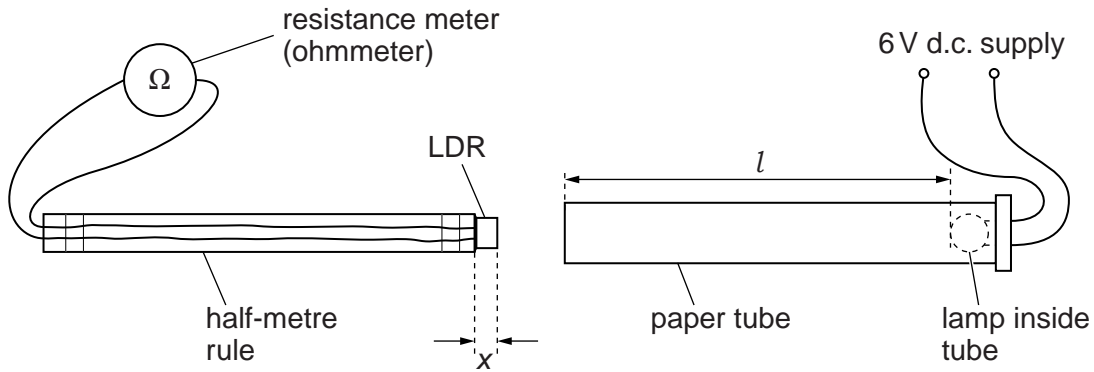 resistance meter
(ohmmeter)
Ω
LDR
half-metre
rule
x
6 V d.c. supply
l
paper tube
lamp inside
tube